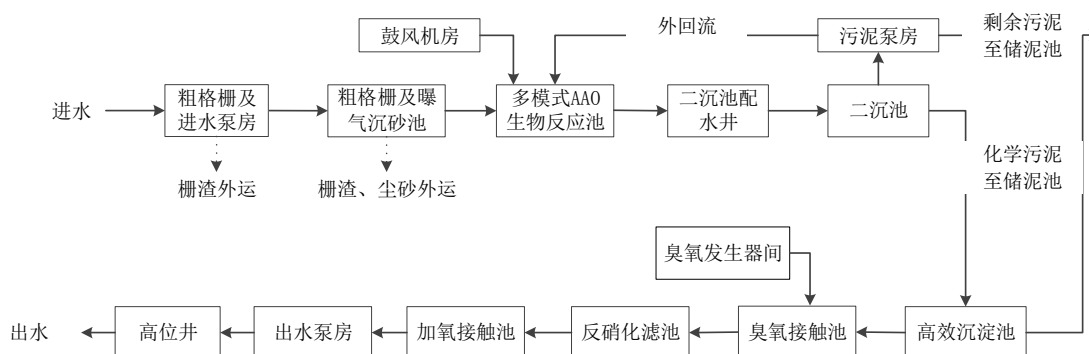 鼓风机房
外回流
污泥泵房
剩余污泥
至储泥池
进水
粗格栅及
进水泵房
粗格栅及曝
气沉砂池
多模式AAO
生物反应池
二沉池配
水井
二沉池
栅渣外运
栅渣、尘砂外运
化学污泥
至储泥池
臭氧发生器间
出水
高位井
出水泵房
加氧接触池
反硝化滤池
臭氧接触池
高效沉淀池